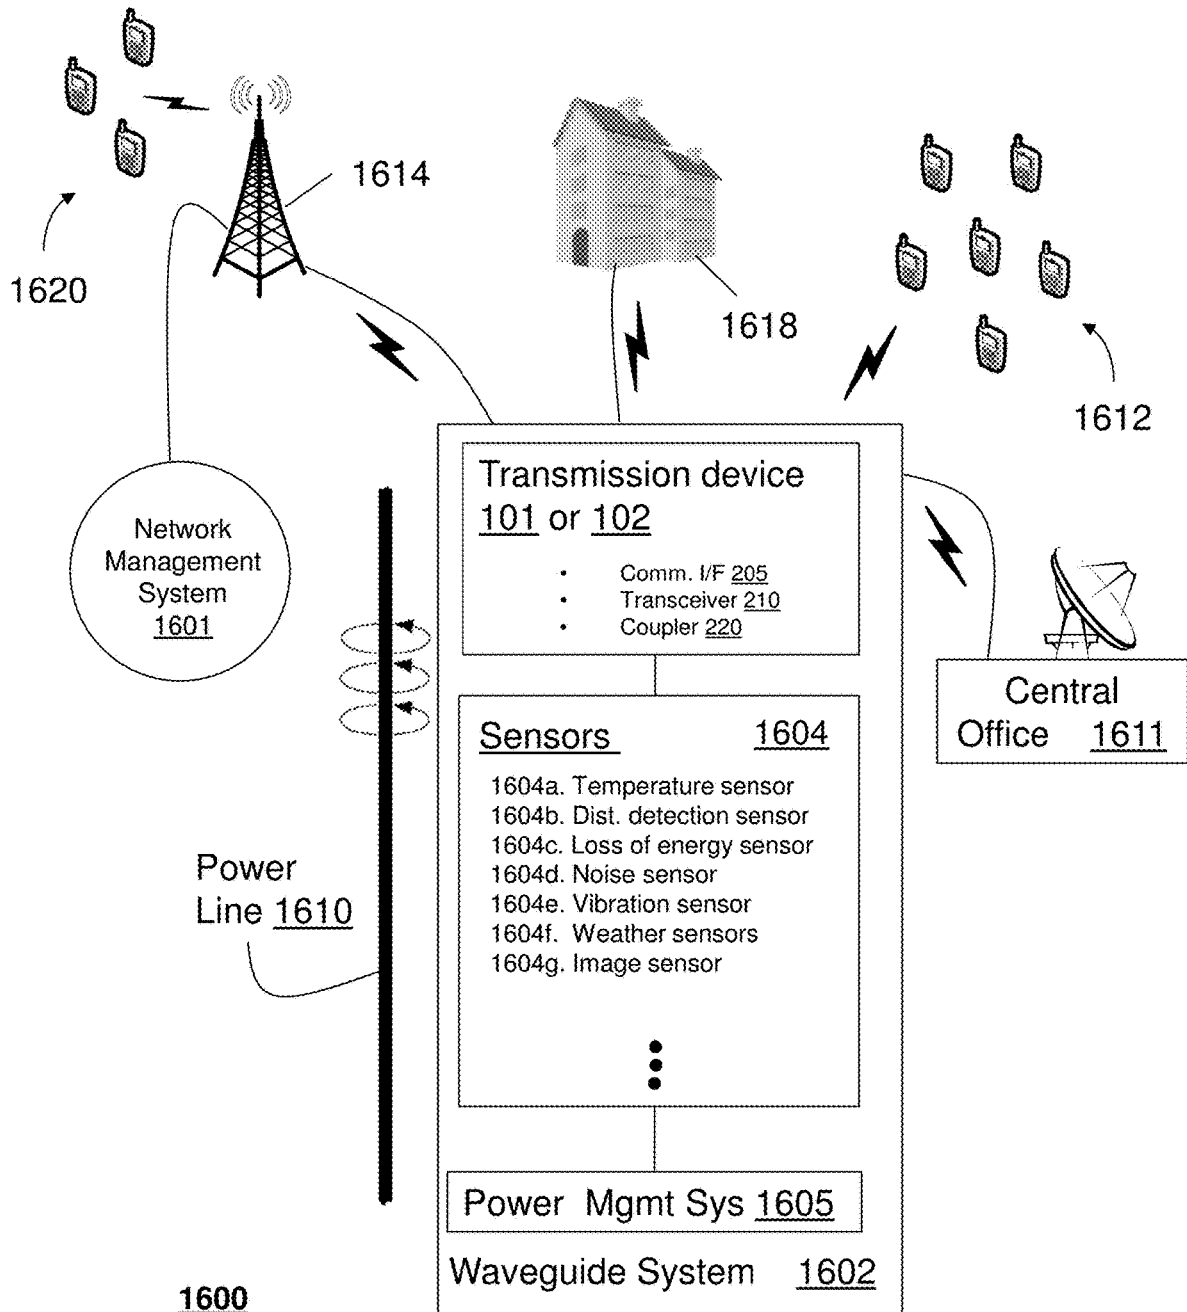 1614
1620
1618
1612
Network
Management
System
1601
Transmission device
101 or 102
• Comm. I/F 205
• Transceiver 210
• Coupler 220
Central
Office 1611
Sensors 1604
1604a. Temperature sensor
1604b. Dist. detection sensor
1604c. Loss of energy sensor
1604d. Noise sensor
1604e. Vibration sensor
1604f. Weather sensors
1604g. Image sensor
Power
Line 1610
Power Mgmt Sys 1605
Waveguide System 1602
1600